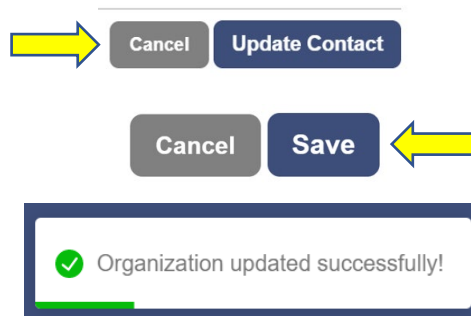 Cancel Update Contact
Cancel Save
Organization updated successfully!